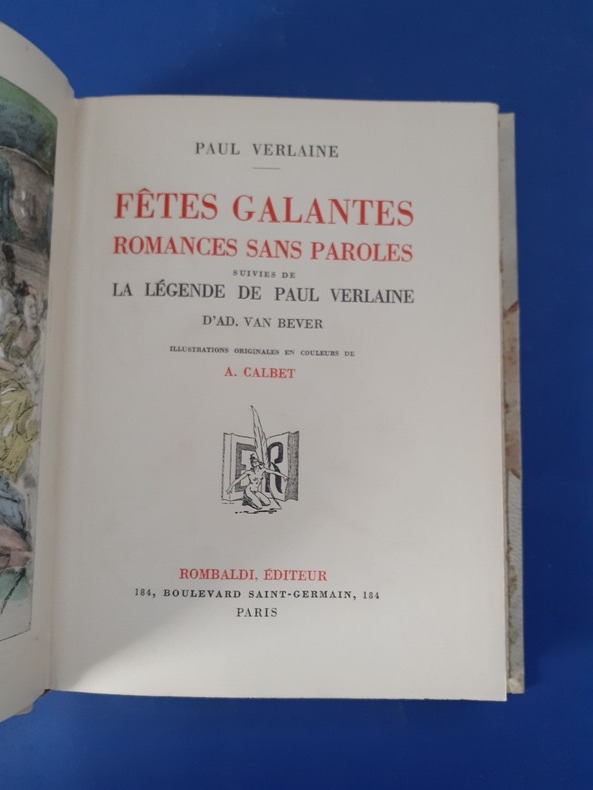 PAUL VERLAINE
FÊTES GALANTES
ROMANCES SANS PAROLES
SUIVIES DE
LA LÉGENDE DE PAUL VERLAINE
D'AD. VAN BEVER
ILLUSTRATIONS ORIGINALES EN COULEURS DE
A. CALBET
ER
ROMBALDI, ÉDITEUR
184, BOULEVARD SAINT-GERMAIN, 184
PARIS